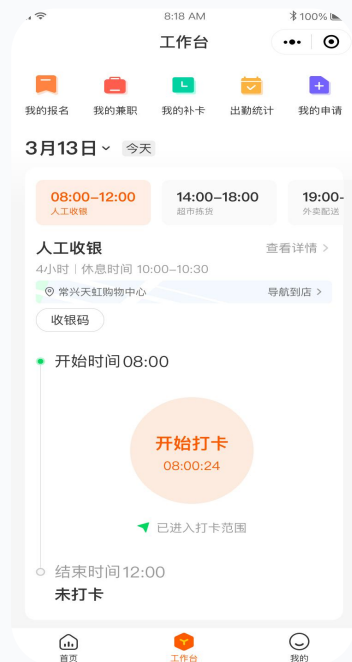 8:18 AM
100%
工作台
我的报名 我的兼职 我的补卡 出勤统计 我的申请
3月13日 今天
08:00-12:00 14:00-18:00 19:00-
人工收银 超市拣货 外卖配送
人工收银 查看详情 >
4小时 | 休息时间 10:00-10:30
常兴天虹购物中心 导航到店 >
收银码
开始时间08:00
开始打卡
08:00:24
已进入打卡范围
结束时间12:00
未打卡
首页 工作台 我的